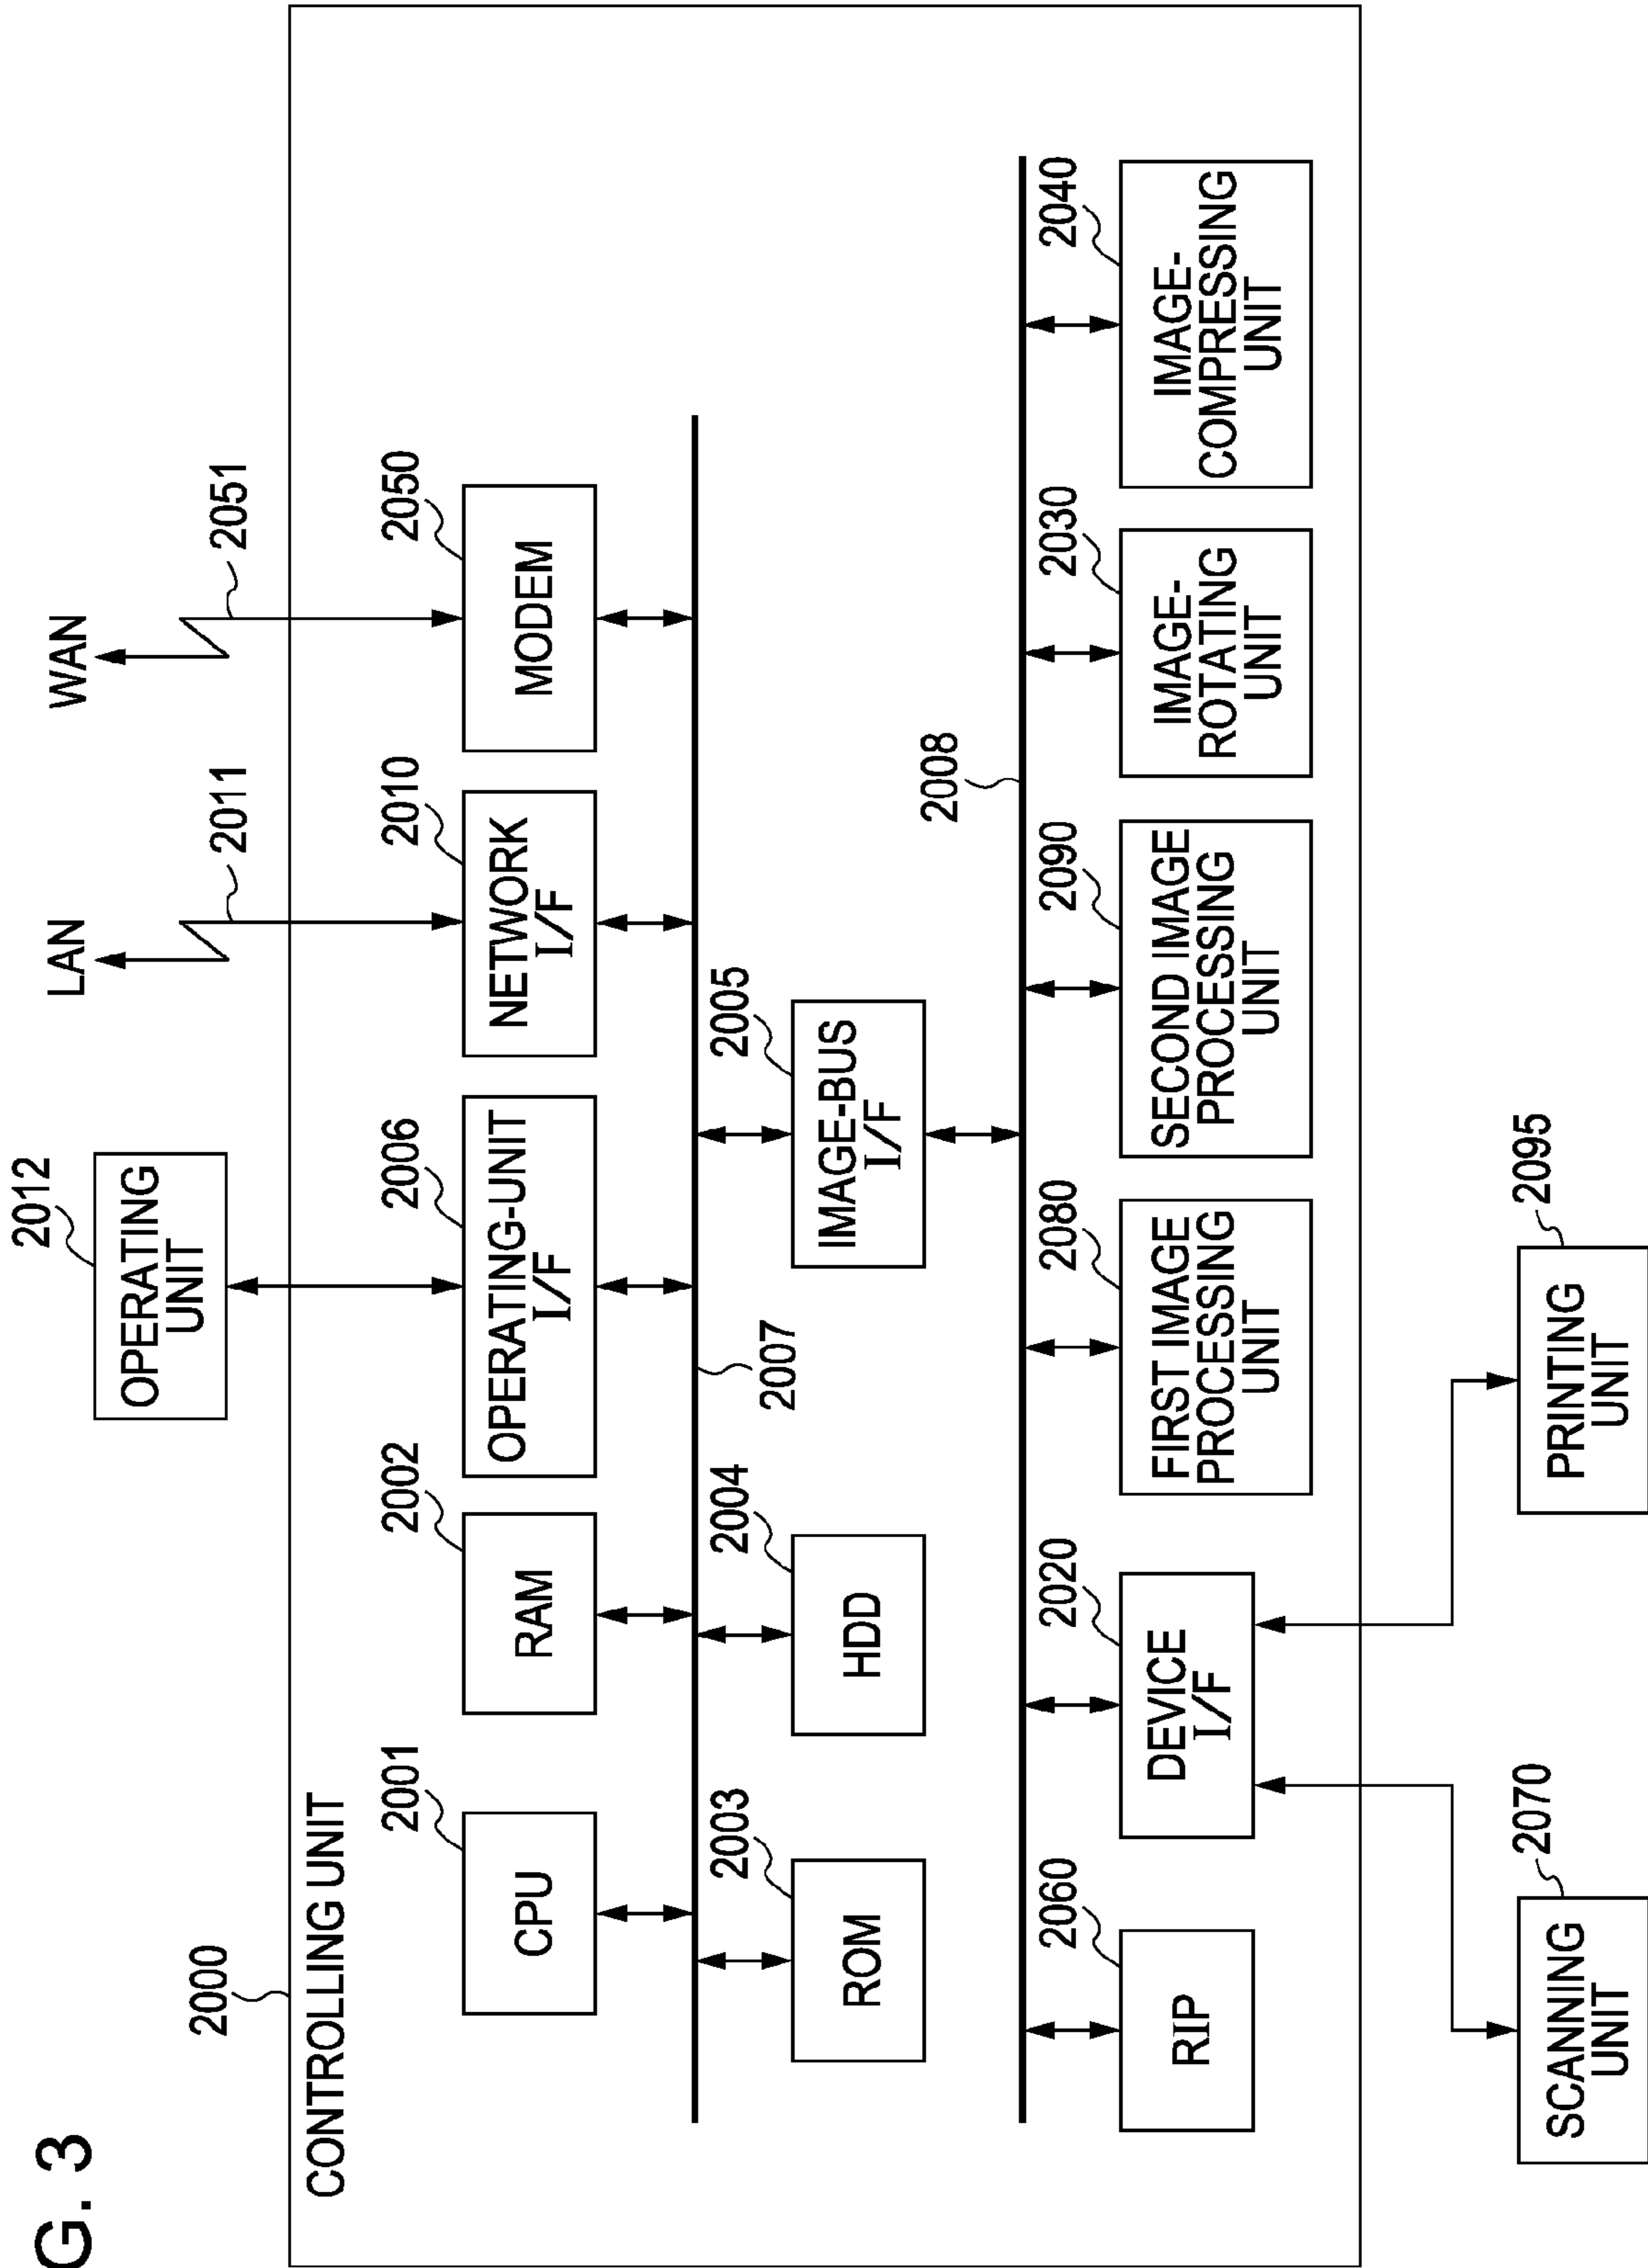 G. 3
2000
CONTROLLING UNIT
2012
OPERATING
UNIT
LAN
2011
WAN
2051
2001
CPU
2002
RAM
2006
OPERATING-UNIT
I/F
2010
NETWORK
I/F
2050
MODEM
2003
ROM
2004
HDD
2007
2005
IMAGE-BUS
I/F
2008
2060
RIP
2020
DEVICE
I/F
2080
FIRST IMAGE
PROCESSING
UNIT
2090
SECOND IMAGE
PROCESSING
UNIT
2030
IMAGE-
ROTATING
UNIT
2040
IMAGE-
COMPRESSING
UNIT
2070
SCANNING
UNIT
2095
PRINTING
UNIT